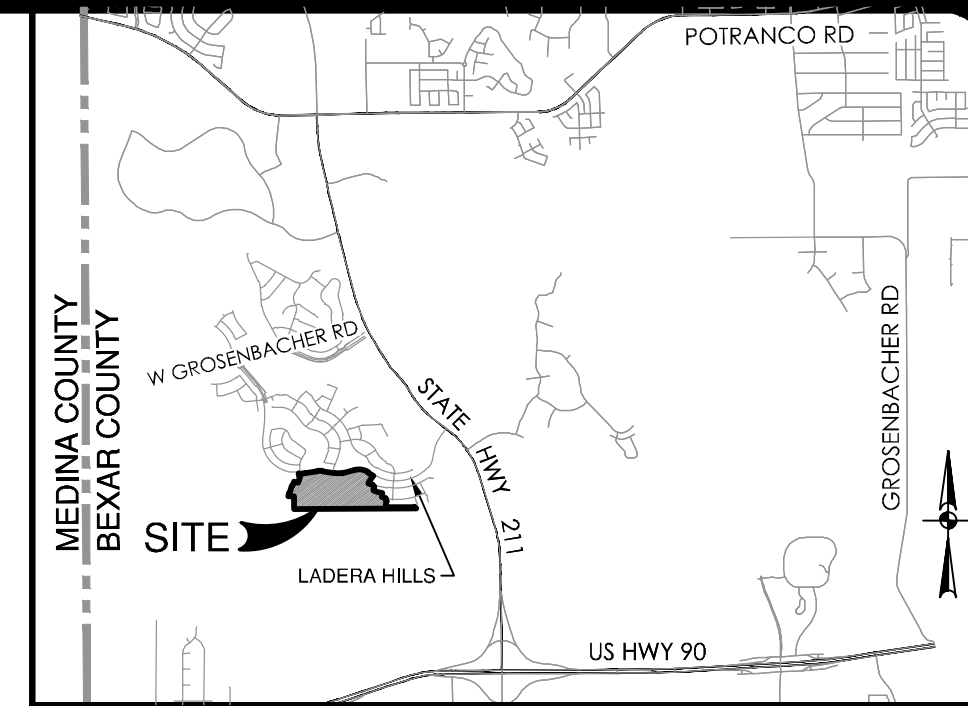 POTRANCO RD
MEDINA COUNTY
BEXAR COUNTY
W GROSENBACHER RD
GROSENBACHER RD
STATE
HWY
211
SITE
LADERA HILLS
US HWY 90